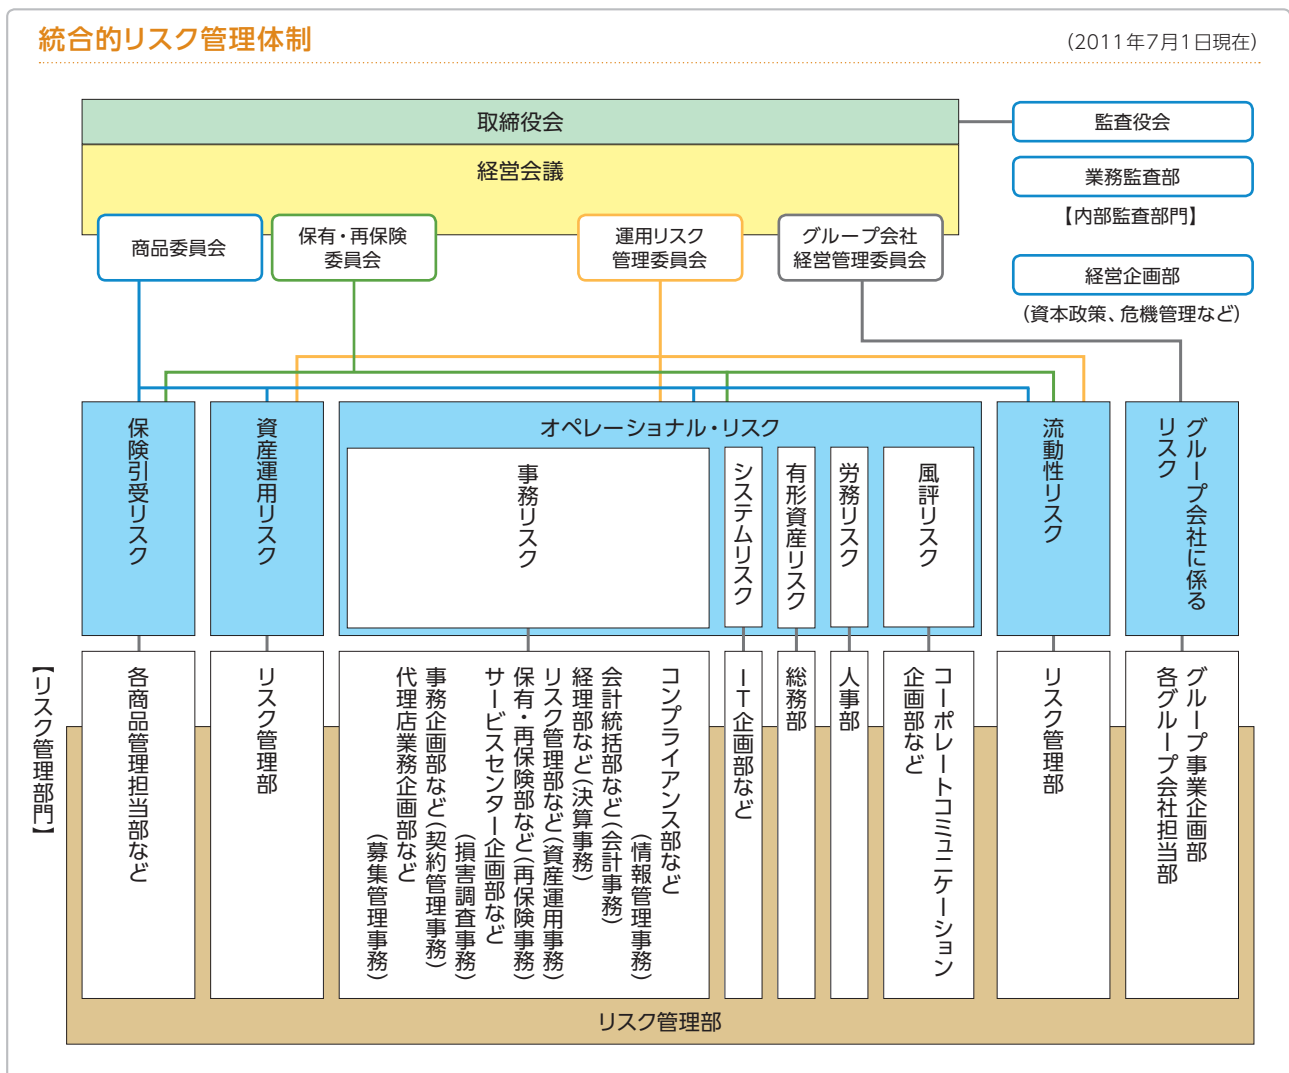 統合的リスク管理体制
(2011年7月1日現在)
取締役会
監査役会
経営会議
業務監査部
【内部監査部門】
商品委員会
保有・再保険
委員会
運用リスク
管理委員会
グループ会社
経営管理委員会
経営企画部
(資本政策、危機管理など)
保険引受リスク
資産運用リスク
オペレーショナル・リスク
事務リスク
システムリスク
有形資産リスク
労務リスク
風評リスク
流動性リスク
グループ会社に係る
リスク
【リスク管理部門】
各商品管理担当部など
リスク管理部
コンプライアンス部など
(情報管理事務)
会計統括部など(会計事務)
経理部など(決算事務)
リスク管理部など(資産運用事務)
保有・再保険部など(再保険事務)
サービスセンター企画部など
(損害調査事務)
事務企画部など(契約管理事務)
代理店業務企画部など
(募集管理事務)
IT企画部など
総務部
人事部
コーポレートコミュニケーション
企画部など
リスク管理部
グループ事業企画部
各グループ会社担当部
リスク管理部